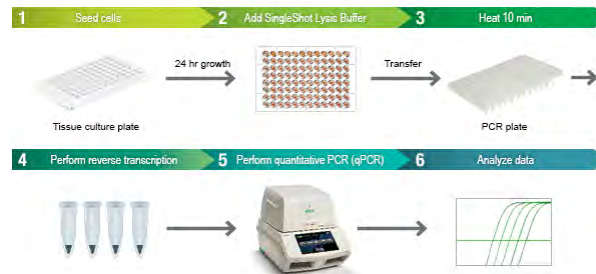 1 Seed cells
2 Add SingleShot Lysis Buffer
3 Heat 10 min
24 hr growth
Transfer
Tissue culture plate
PCR plate
4 Perform reverse transcription
5 Perform quantitative PCR (qPCR)
6 Analyze data